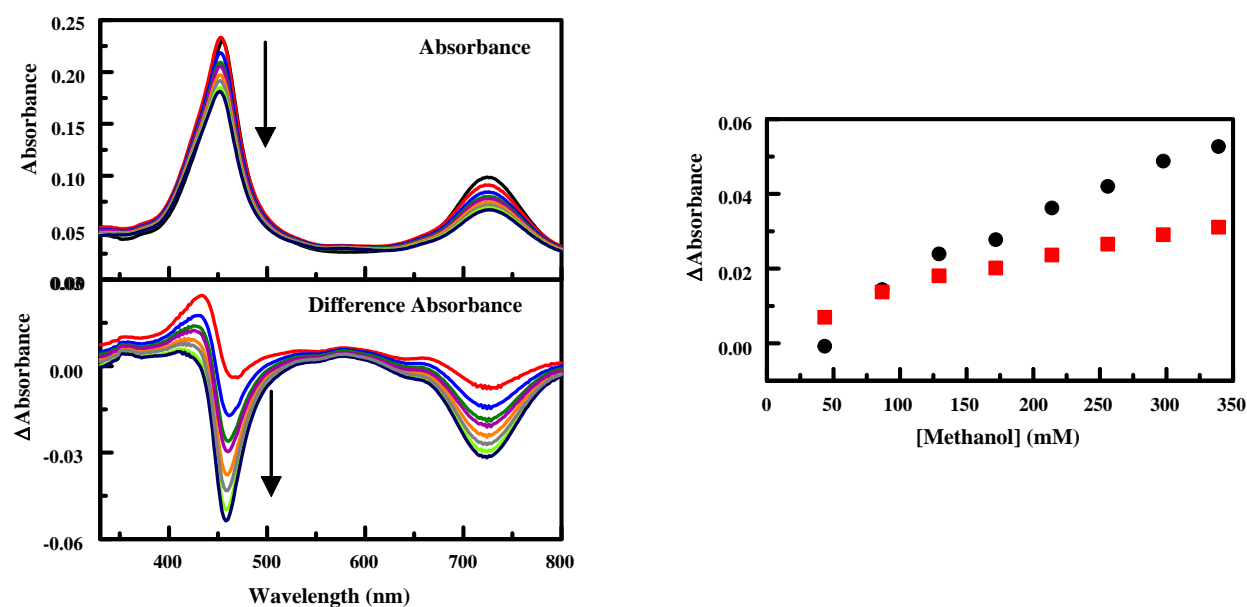 0.25
0.20
0.15
0.10
0.05
Absorbance
Absorbance
0.03
0.00
-0.03
-0.06
ΔAbsorbance
Difference Absorbance
400 500 600 700 800
Wavelength (nm)
0.06
0.04
0.02
0.00
ΔAbsorbance
0 50 100 150 200 250 300 350
[Methanol] (mM)